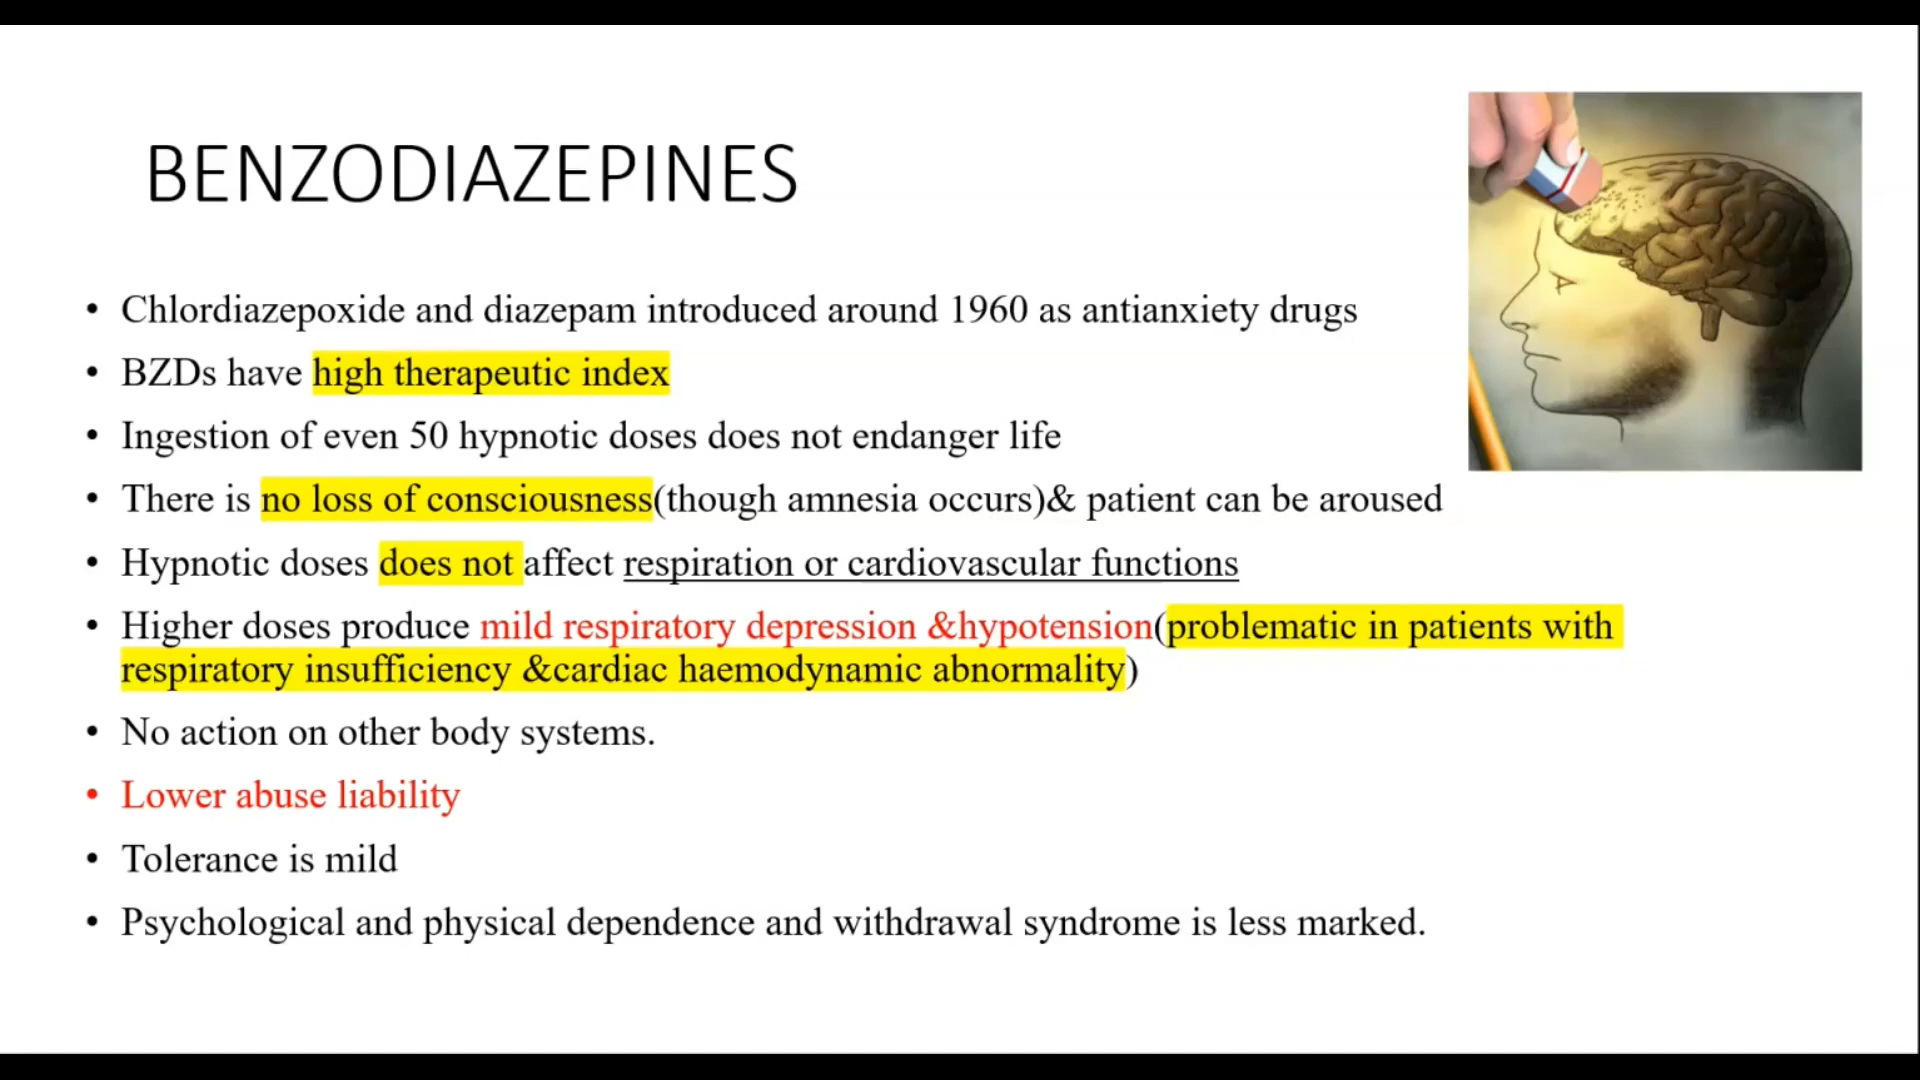 BENZODIAZEPINES
• Chlordiazepoxide and diazepam introduced around 1960 as antianxiety drugs
• BZDs have high therapeutic index
• Ingestion of even 50 hypnotic doses does not endanger life
• There is no loss of consciousness(though amnesia occurs)& patient can be aroused
• Hypnotic doses does not affect respiration or cardiovascular functions
• Higher doses produce mild respiratory depression &hypotension(problematic in patients with
respiratory insufficiency &cardiac haemodynamic abnormality)
• No action on other body systems.
• Lower abuse liability
• Tolerance is mild
• Psychological and physical dependence and withdrawal syndrome is less marked.